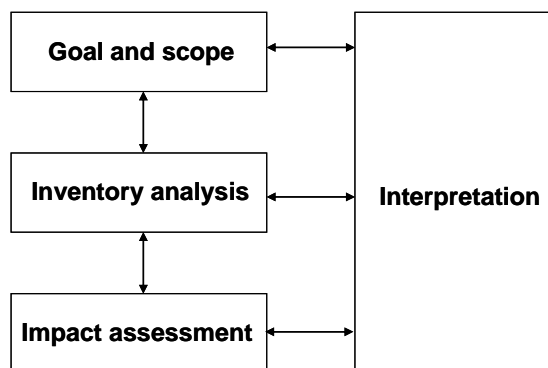 Goal and scope
Inventory analysis
Interpretation
Impact assessment